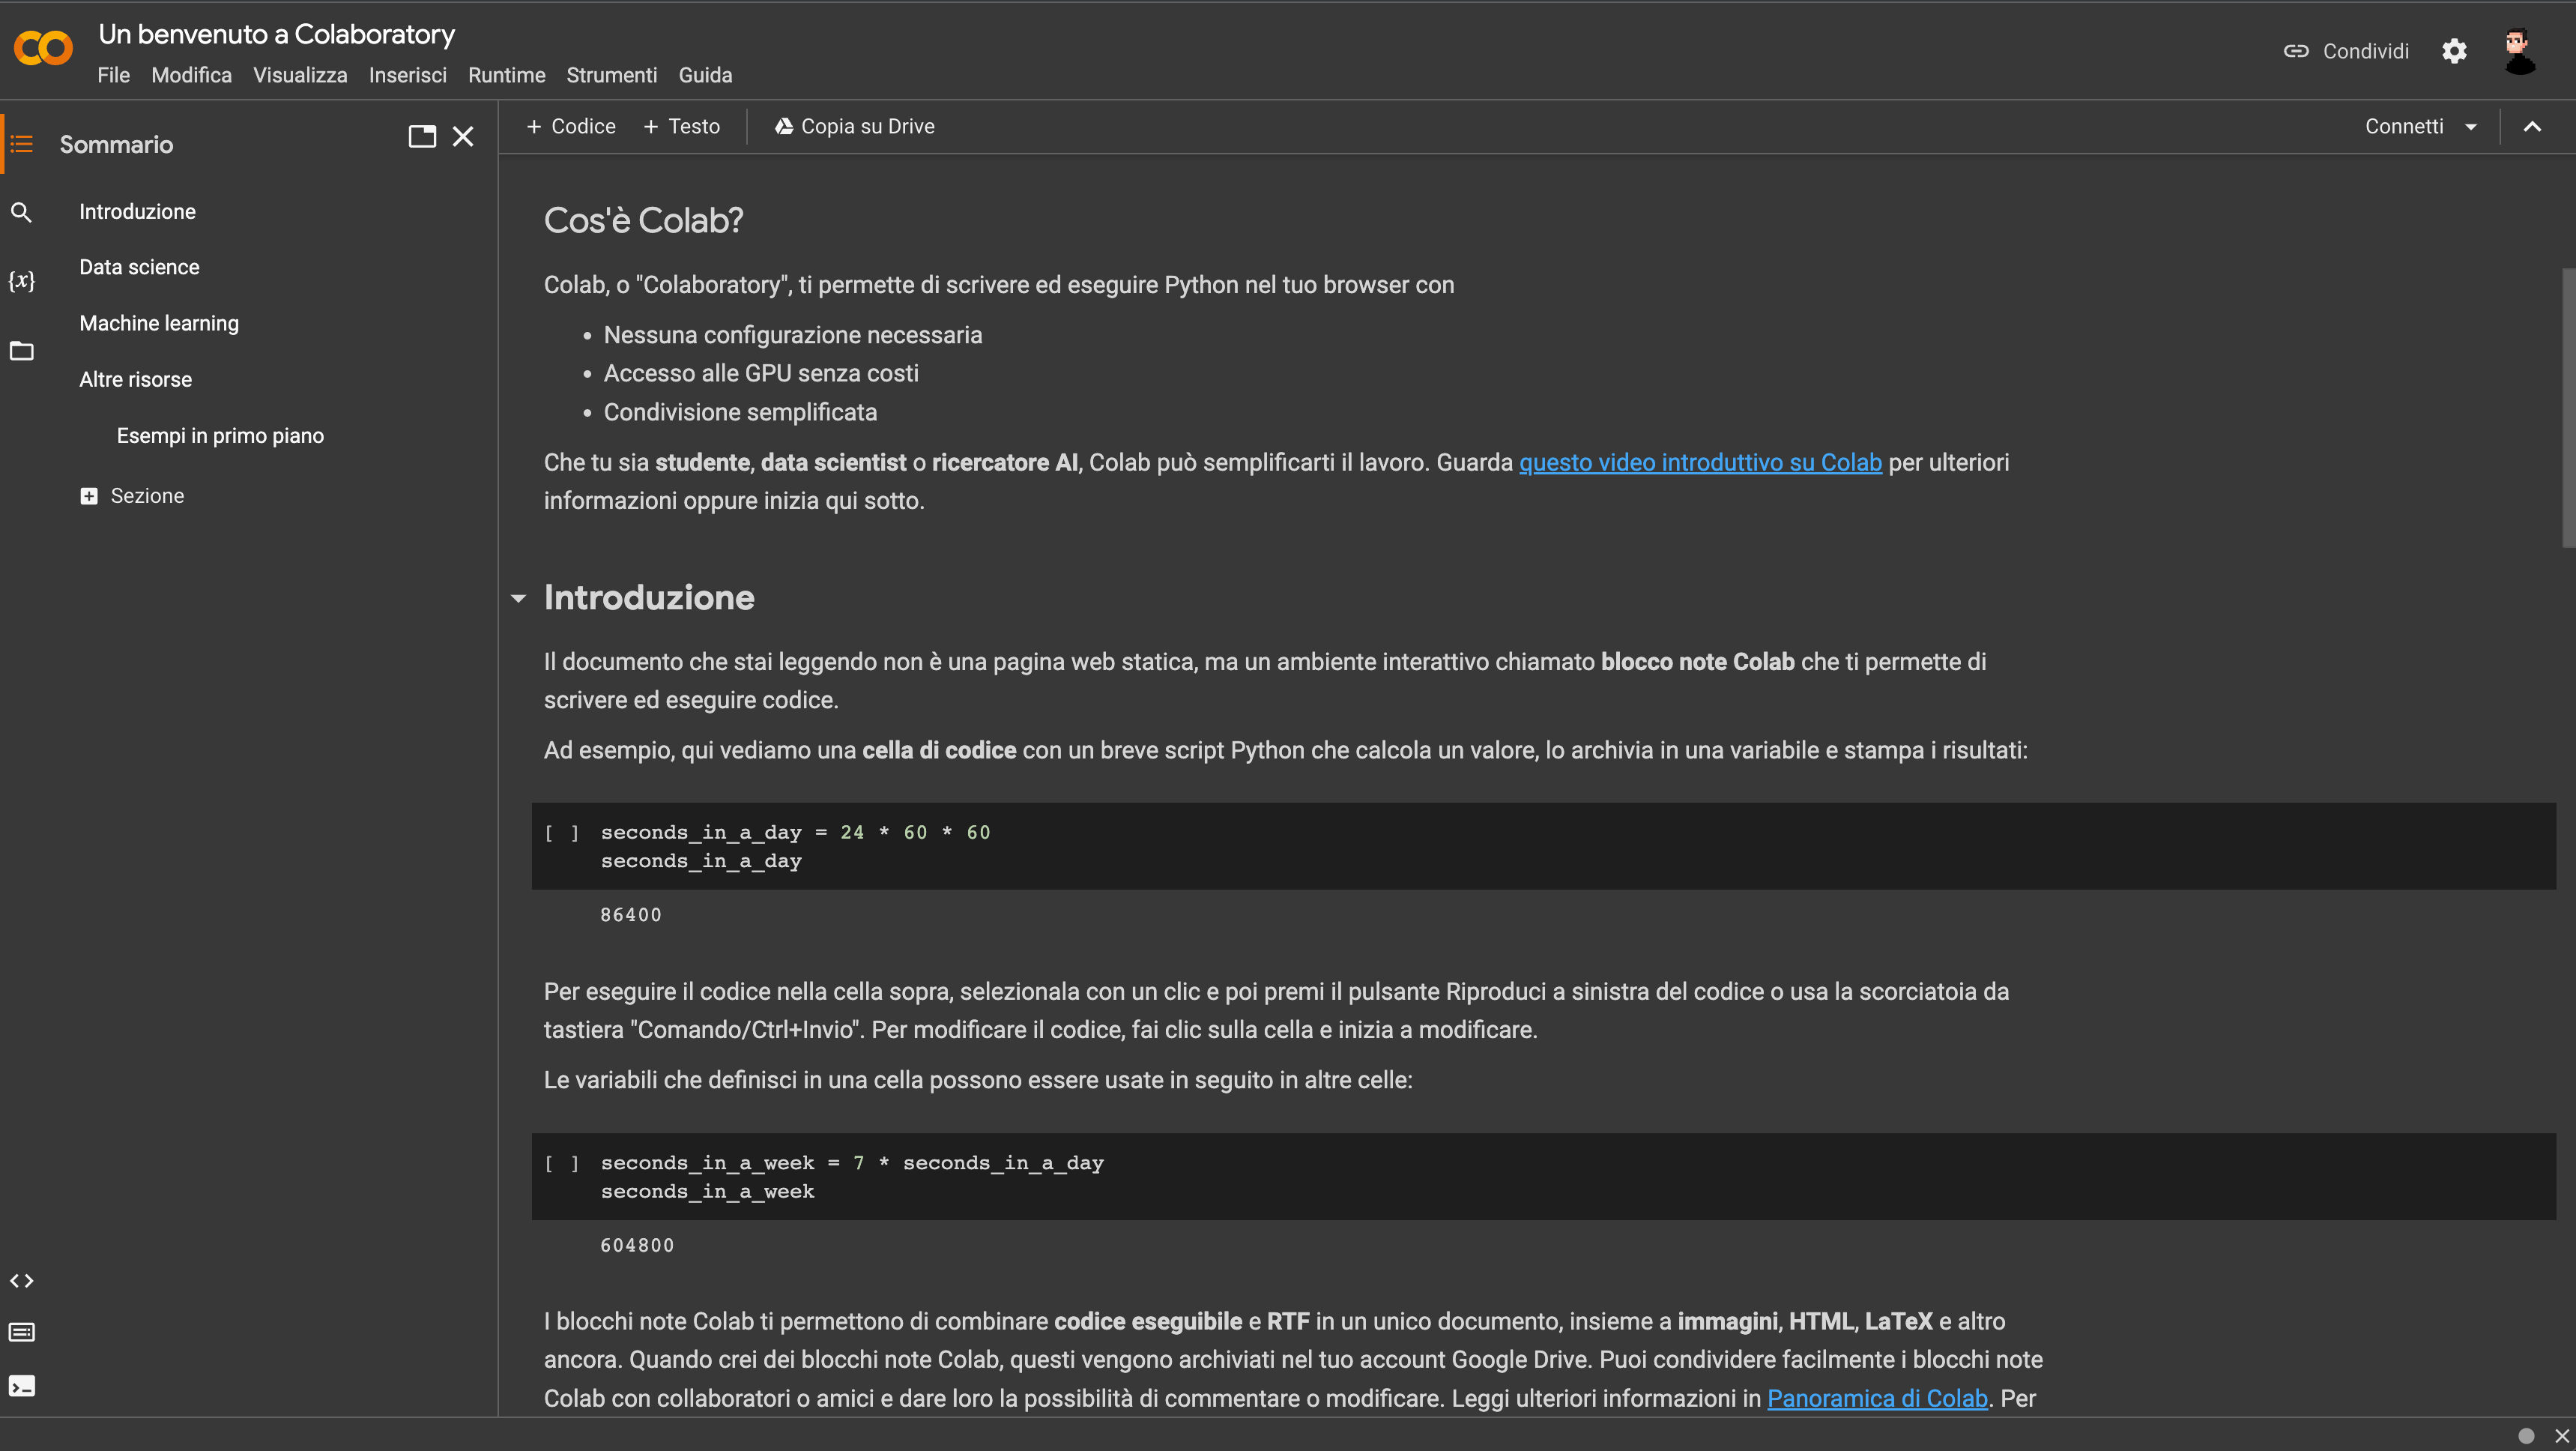 Un benvenuto a Colaboratory
File Modifica Visualizza Inserisci Runtime Strumenti Guida
Condividi
Sommario
Introduzione
Data science
Machine learning
Altre risorse
Esempi in primo piano
Sezione
+ Codice + Testo Copia su Drive
Connetti
Cos'è Colab?
Colab, o "Colaboratory", ti permette di scrivere ed eseguire Python nel tuo browser con
• Nessuna configurazione necessaria
• Accesso alle GPU senza costi
• Condivisione semplificata
Che tu sia studente, data scientist o ricercatore AI, Colab può semplificarti il lavoro. Guarda questo video introduttivo su Colab per ulteriori
informazioni oppure inizia qui sotto.
Introduzione
Il documento che stai leggendo non è una pagina web statica, ma un ambiente interattivo chiamato blocco note Colab che ti permette di
scrivere ed eseguire codice.
Ad esempio, qui vediamo una cella di codice con un breve script Python che calcola un valore, lo archivia in una variabile e stampa i risultati:
[ ] seconds_in_a_day = 24 * 60 * 60
seconds_in_a_day
86400
Per eseguire il codice nella cella sopra, selezionala con un clic e poi premi il pulsante Riproduci a sinistra del codice o usa la scorciatoia da
tastiera "Comando/Ctrl+Invio". Per modificare il codice, fai clic sulla cella e inizia a modificare.
Le variabili che definisci in una cella possono essere usate in seguito in altre celle:
[ ] seconds_in_a_week = 7 * seconds_in_a_day
seconds_in_a_week
604800
I blocchi note Colab ti permettono di combinare codice eseguibile e RTF in un unico documento, insieme a immagini, HTML, LaTeX e altro
ancora. Quando crei dei blocchi note Colab, questi vengono archiviati nel tuo account Google Drive. Puoi condividere facilmente i blocchi note
Colab con collaboratori o amici e dare loro la possibilità di commentare o modificare. Leggi ulteriori informazioni in Panoramica di Colab. Per